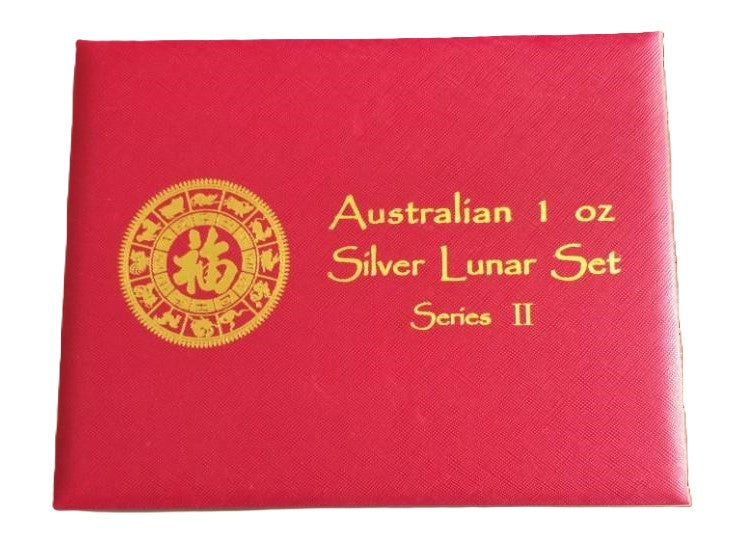 福
Australian 1 oz
Silver Lunar Set
Series II